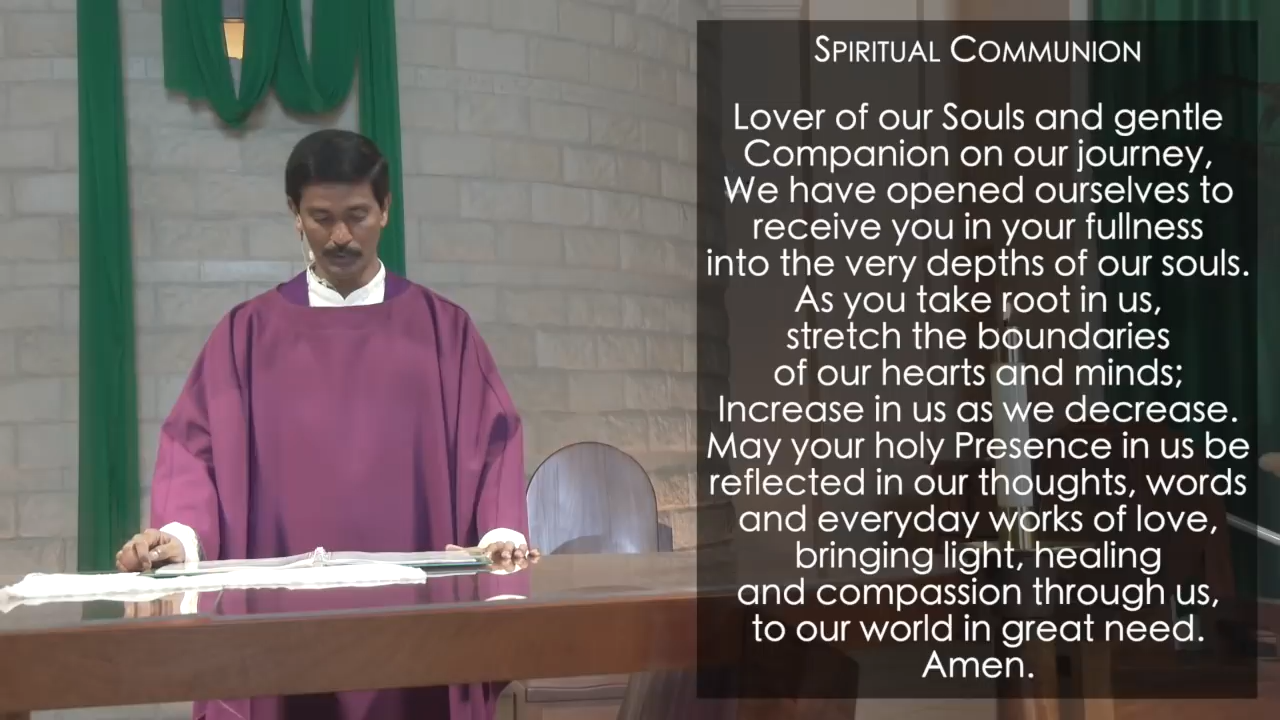 SPIRITUAL COMMUNION
Lover of our Souls and gentle
Companion on our journey,
We have opened ourselves to
receive you in your fullness
into the very depths of our souls.
As you take root in us,
stretch the boundaries
of our hearts and minds;
Increase in us as we decrease.
May your holy Presence in us be
reflected in our thoughts, words
and everyday works of love,
bringing light, healing
and compassion through us,
to our world in great need.
Amen.